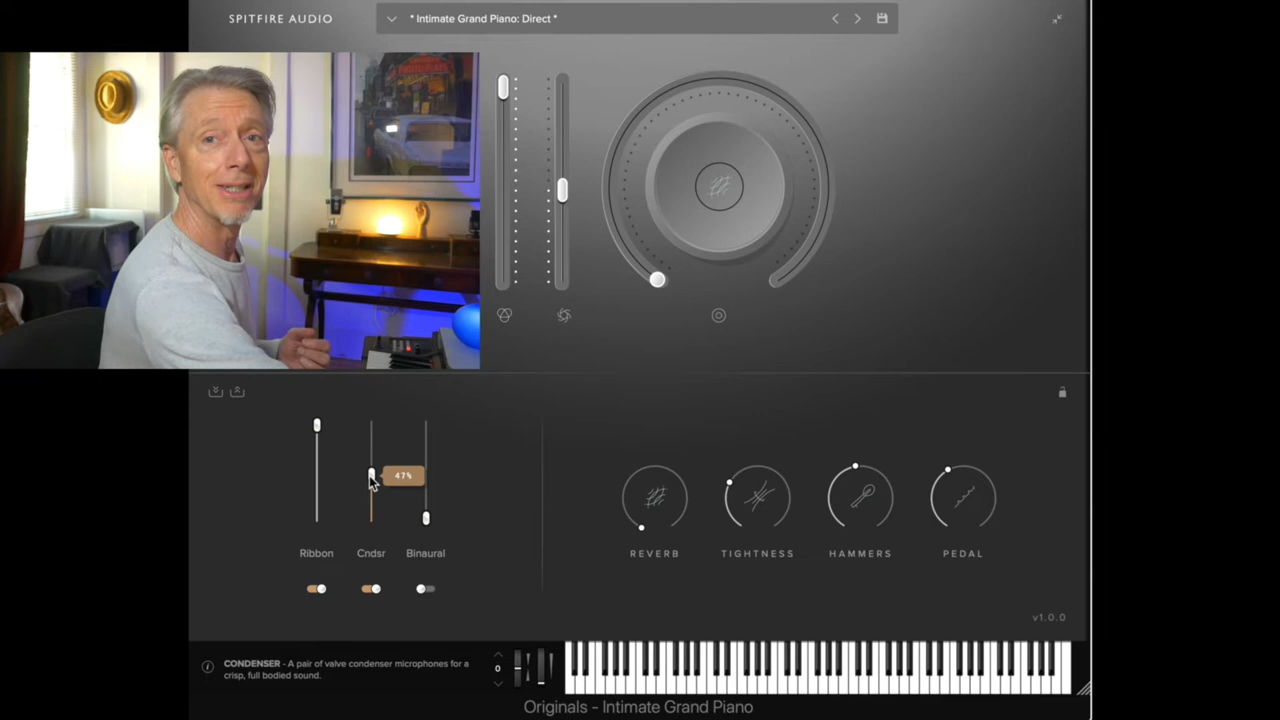 SPITFIRE AUDIO
* Intimate Grand Piano: Direct *
47%
Ribbon
Cndsr
Binaural
REVERB
TIGHTNESS
HAMMERS
PEDAL
v1.0.0
CONDENSER - A pair of valve condenser microphones for a
crisp, full bodied sound.
0
Originals - Intimate Grand Piano